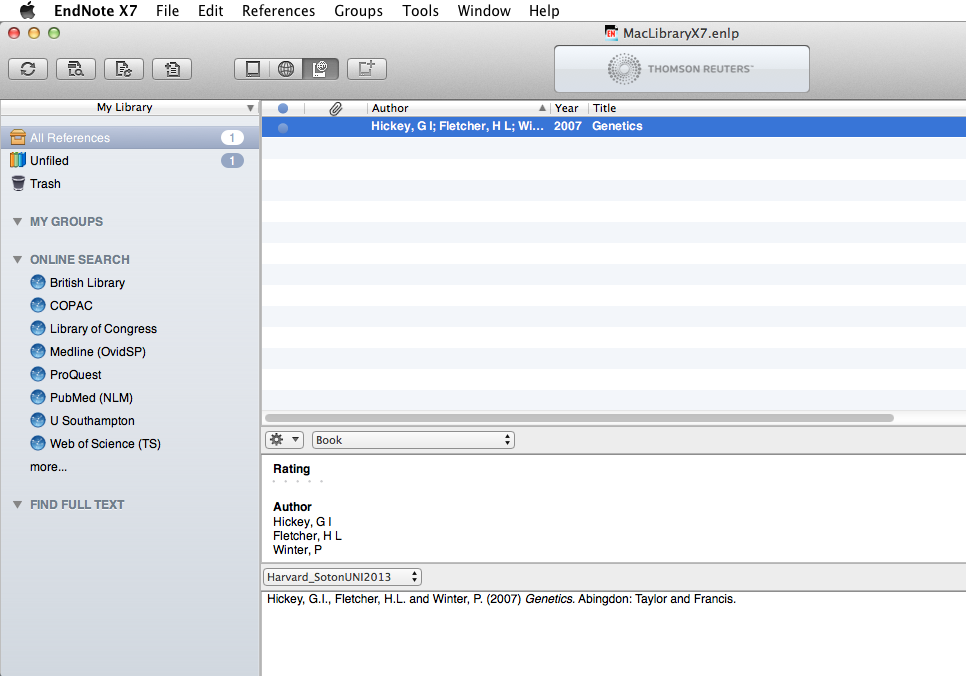 EndNote X7 File Edit References Groups Tools Window Help
EN MacLibraryX7.enlp
THOMSON REUTERS™
My Library
Author Year Title
All References 1
Hickey, G I; Fletcher, H L; Wi... 2007 Genetics
Unfiled 1
Trash
MY GROUPS
ONLINE SEARCH
British Library
COPAC
Library of Congress
Medline (OvidSP)
ProQuest
PubMed (NLM)
U Southampton
Web of Science (TS)
more...
FIND FULL TEXT
Book
Rating
Author
Hickey, G I
Fletcher, H L
Winter, P
Harvard_SotonUNI2013
Hickey, G.I., Fletcher, H.L. and Winter, P. (2007) Genetics. Abingdon: Taylor and Francis.